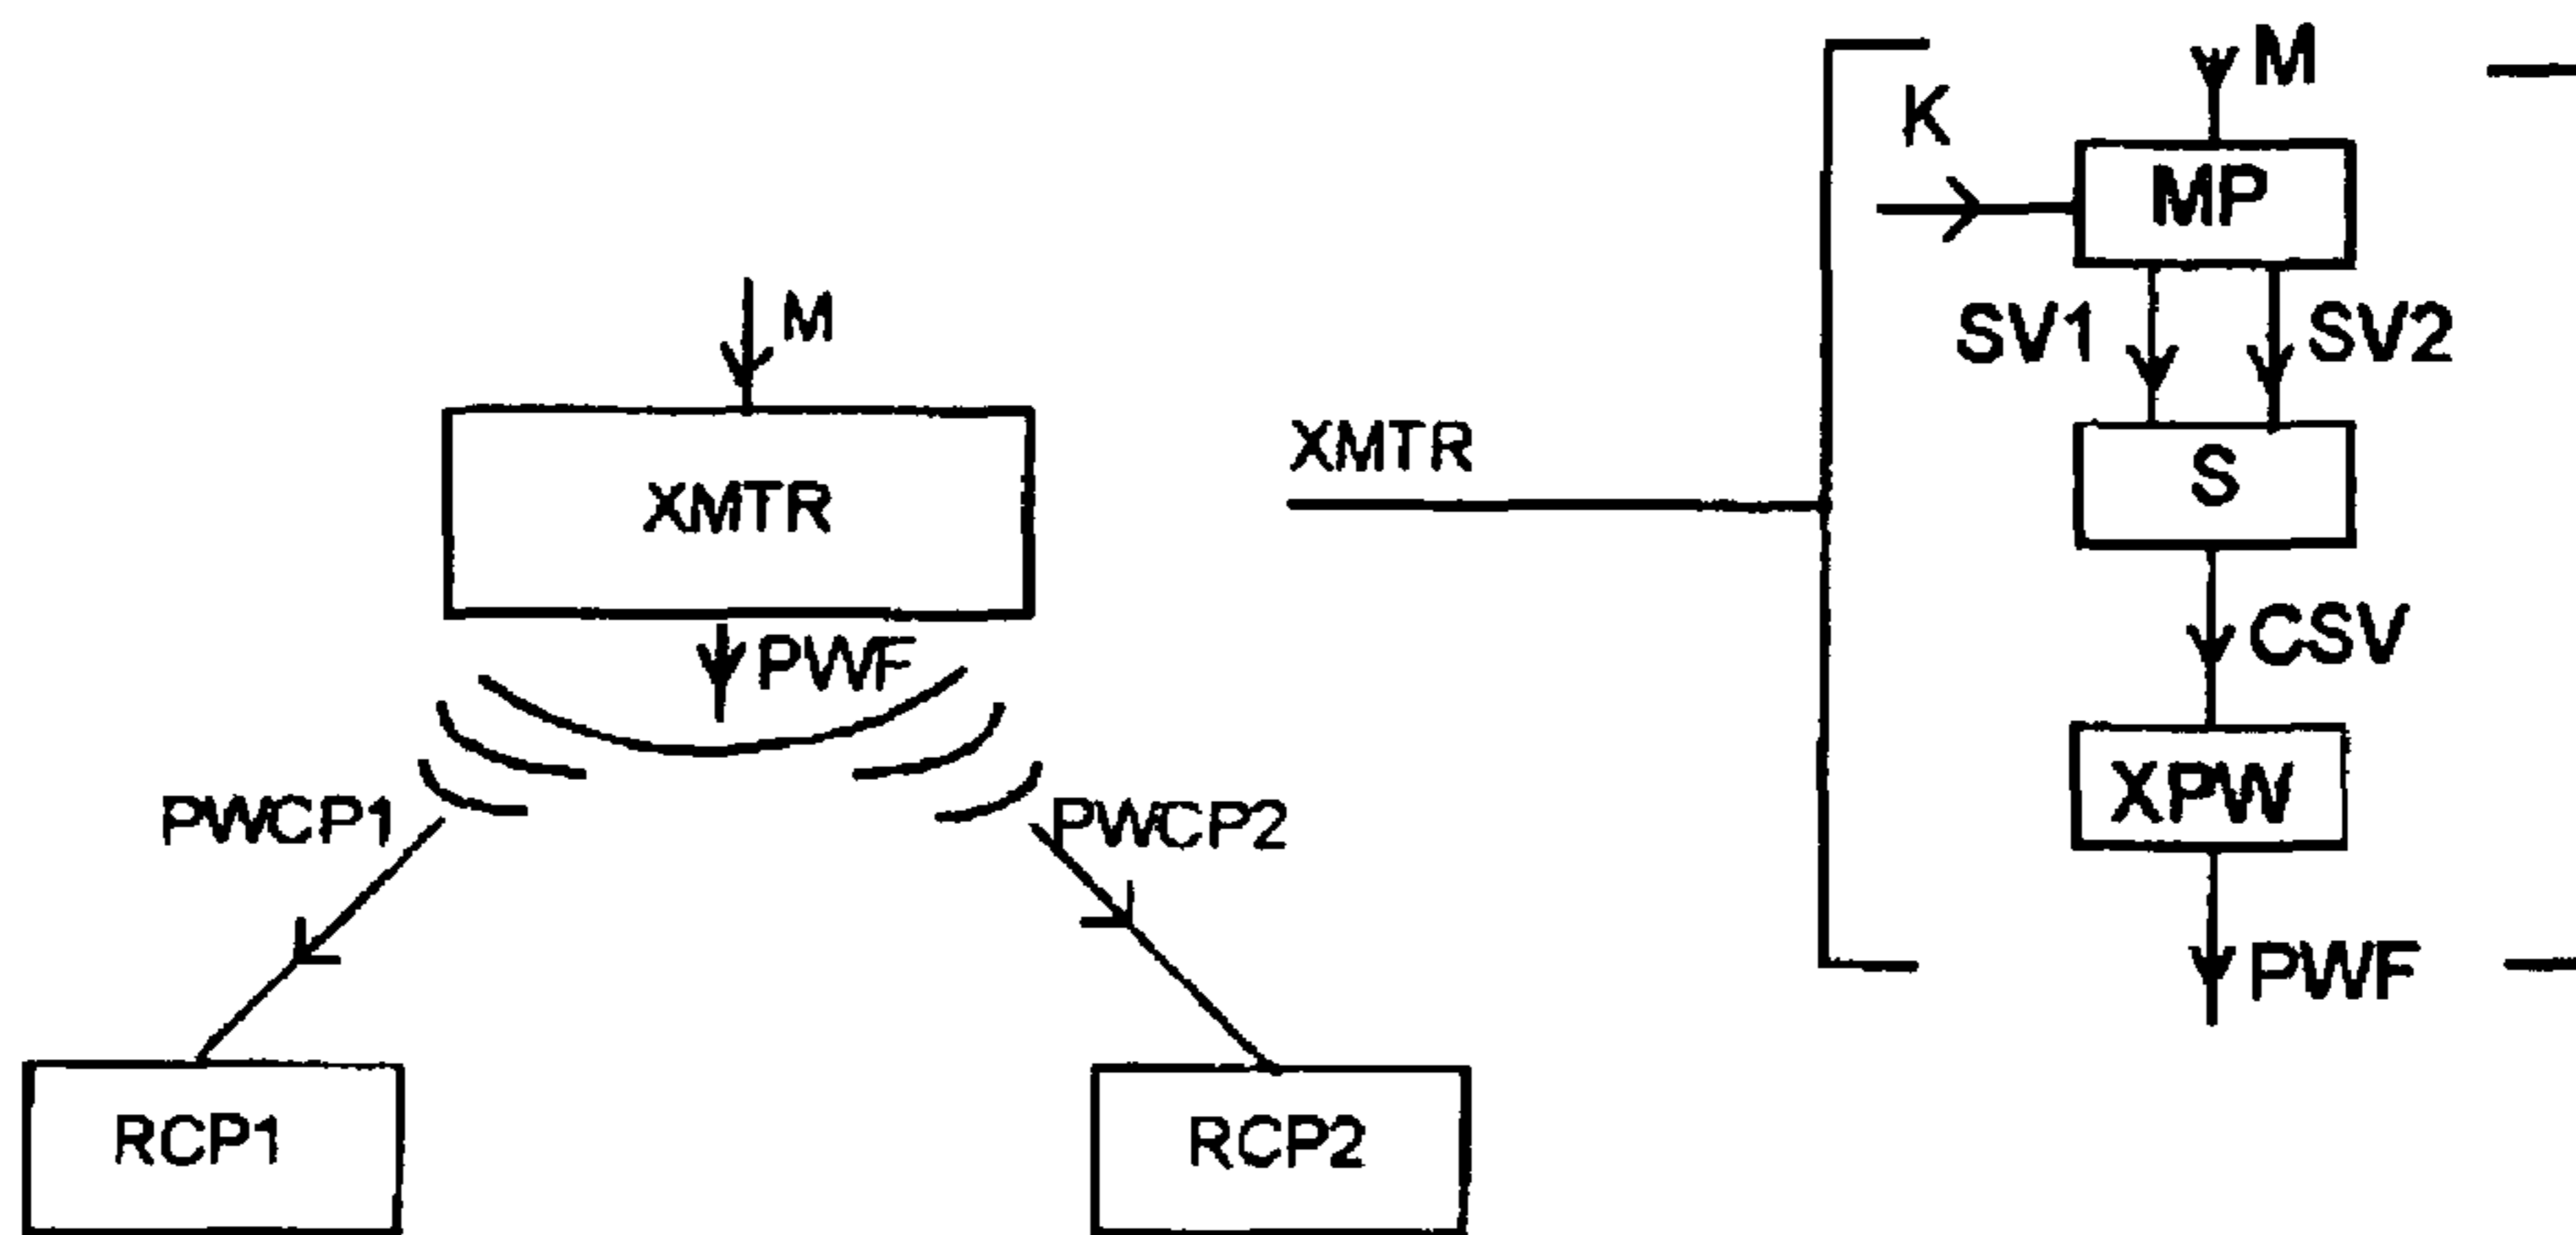 M
XMTR
PWF
PWCP1
PWCP2
RCP1
RCP2
XMTR
M
K
MP
SV1
SV2
S
CSV
XPW
PWF